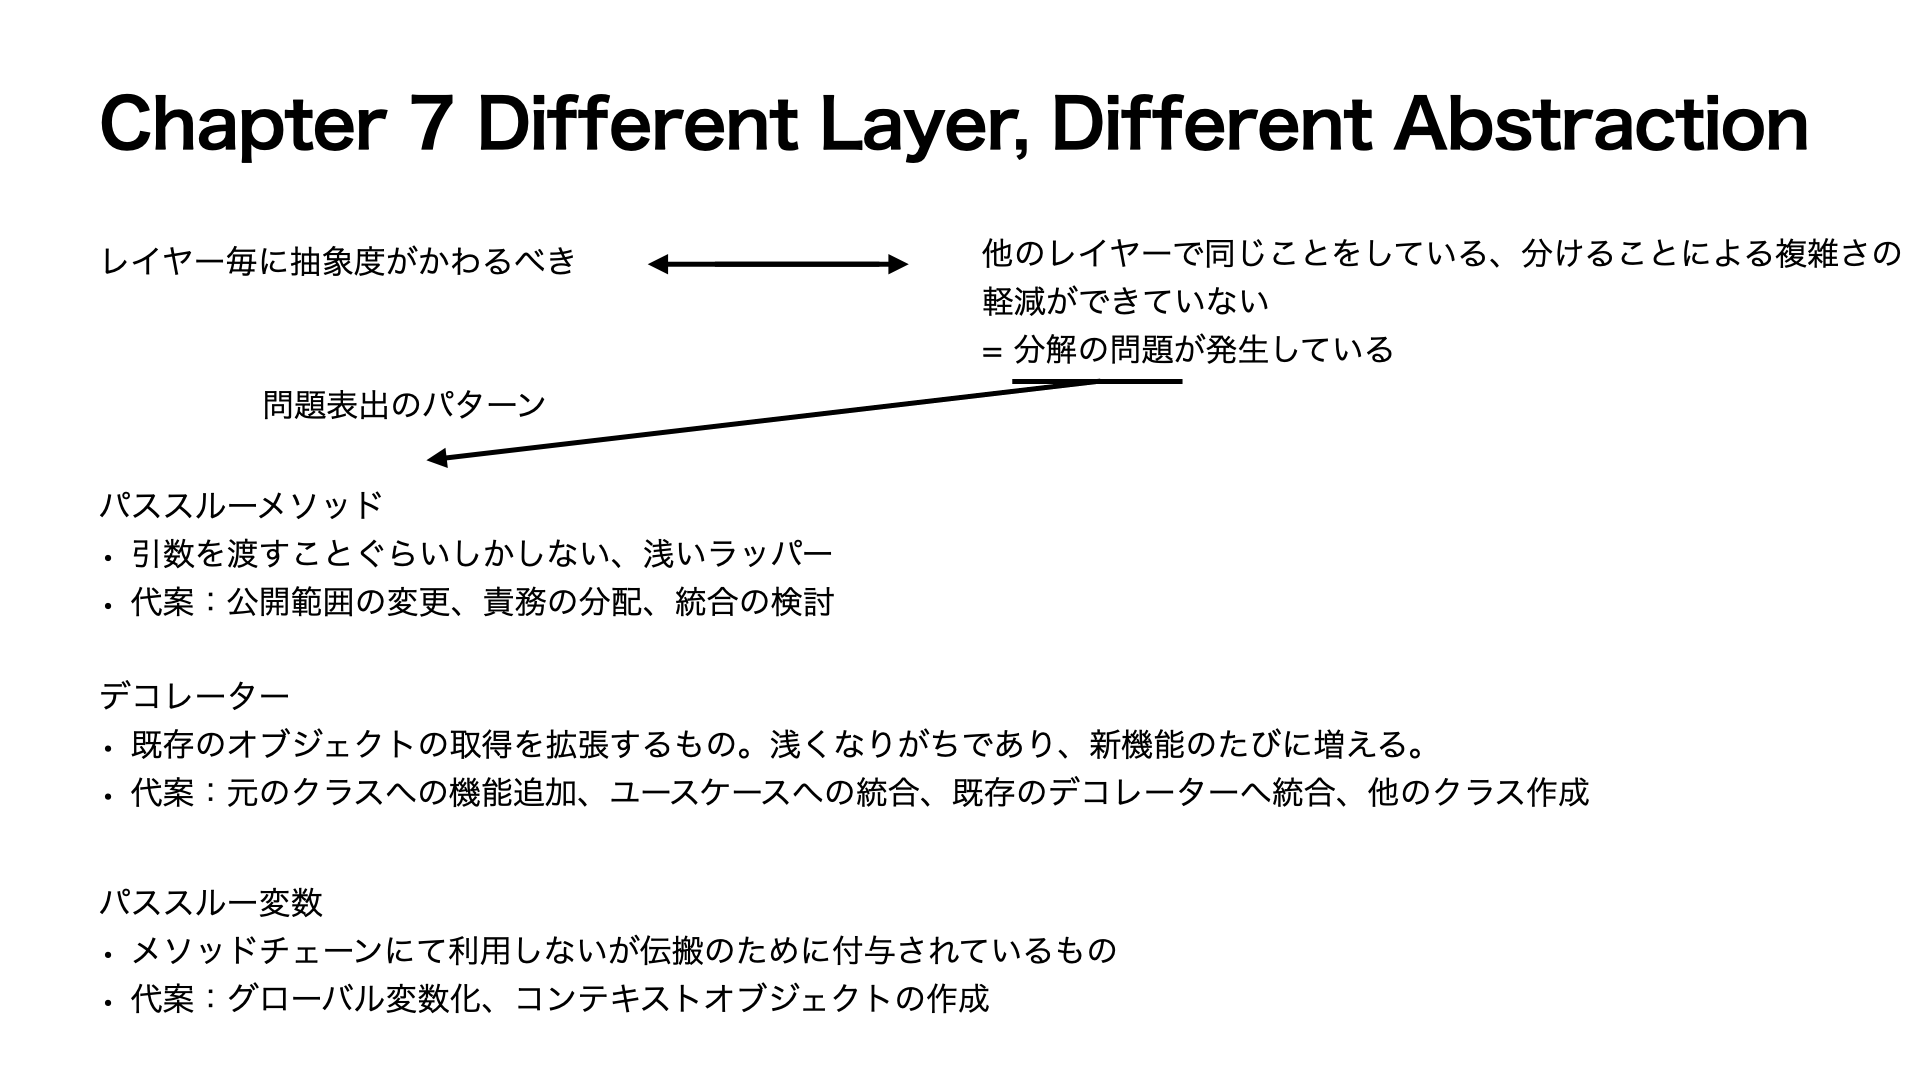 Chapter 7 Different Layer, Different Abstraction
レイヤー毎に抽象度がかわるべき
他のレイヤーで同じことをしている、分けることによる複雑さの
軽減ができていない
= 分解の問題が発生している
問題表出のパターン
パススルーメソッド
• 引数を渡すことぐらいしかしない、浅いラッパー
• 代案：公開範囲の変更、責務の分配、統合の検討
デコレーター
• 既存のオブジェクトの取得を拡張するもの。浅くなりがちであり、新機能のたびに増える。
• 代案：元のクラスへの機能追加、ユースケースへの統合、既存のデコレーターへ統合、他のクラス作成
パススルー変数
• メソッドチェーンにて利用しないが伝搬のために付与されているもの
• 代案：グローバル変数化、コンテキストオブジェクトの作成